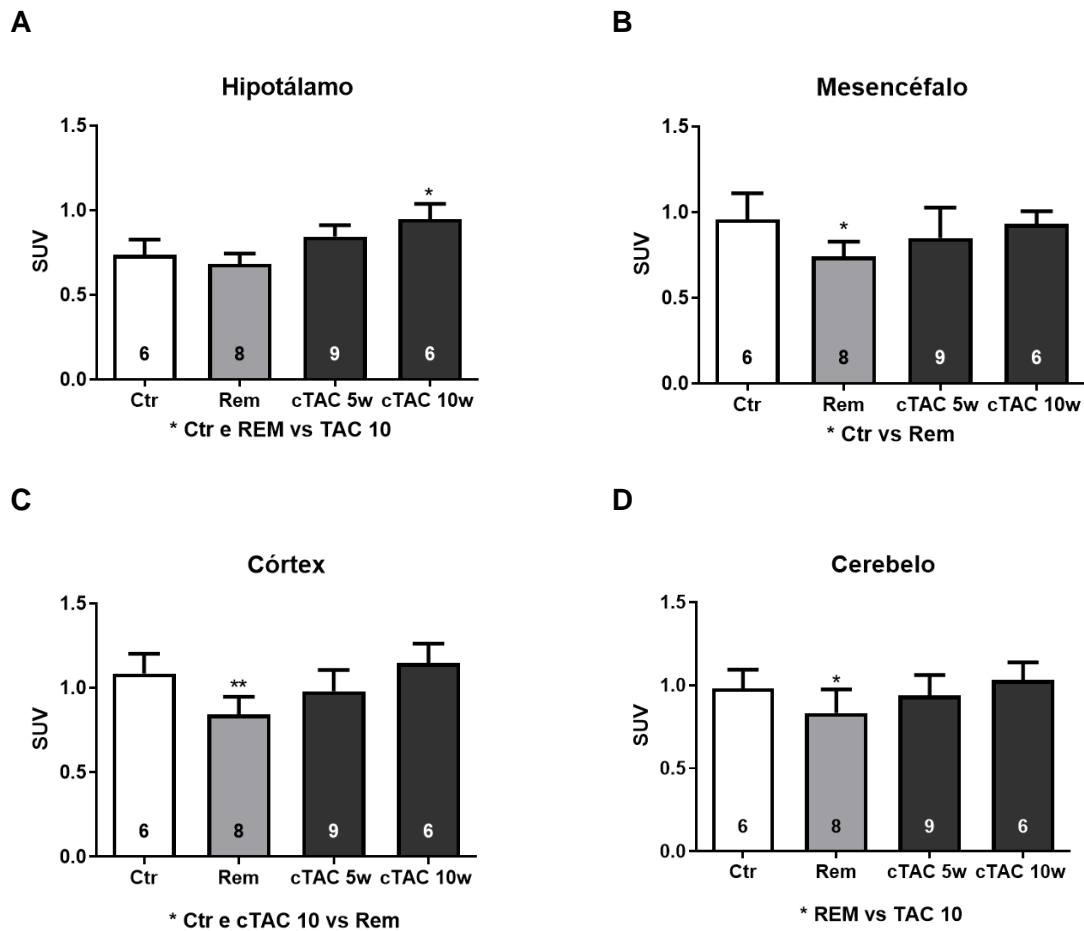 A
Hipotálamo
1.5
1.0
0.5
0.0
SUV
*
6 8 9 6
Ctr Rem cTAC 5w cTAC 10w
* Ctr e REM vs TAC 10
B
Mesencéfalo
1.5
1.0
0.5
0.0
SUV
*
6 8 9 6
Ctr Rem cTAC 5w cTAC 10w
* Ctr vs Rem
C
Córtex
1.5
1.0
0.5
0.0
SUV
**
6 8 9 6
Ctr Rem cTAC 5w cTAC 10w
* Ctr e cTAC 10 vs Rem
D
Cerebelo
1.5
1.0
0.5
0.0
SUV
*
6 8 9 6
Ctr Rem cTAC 5w cTAC 10w
* REM vs TAC 10